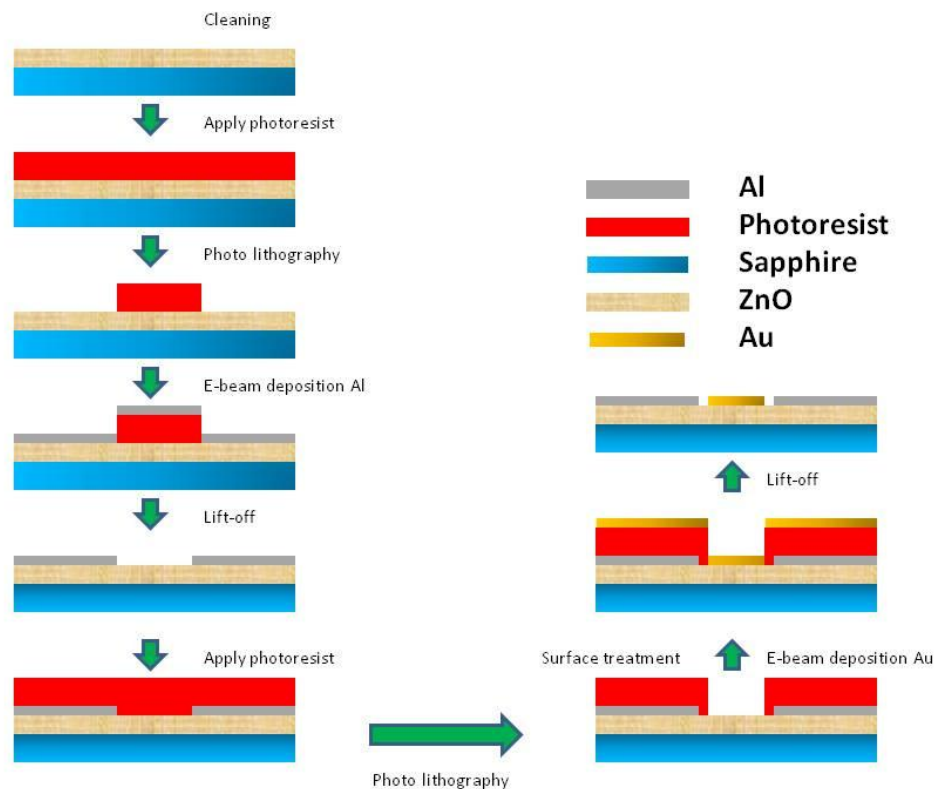 Cleaning
Apply photoresist
Photo lithography
E-beam deposition Al
Lift-off
Apply photoresist
Photo lithography
Surface treatment
E-beam deposition Au
Lift-off
Al
Photoresist
Sapphire
ZnO
Au